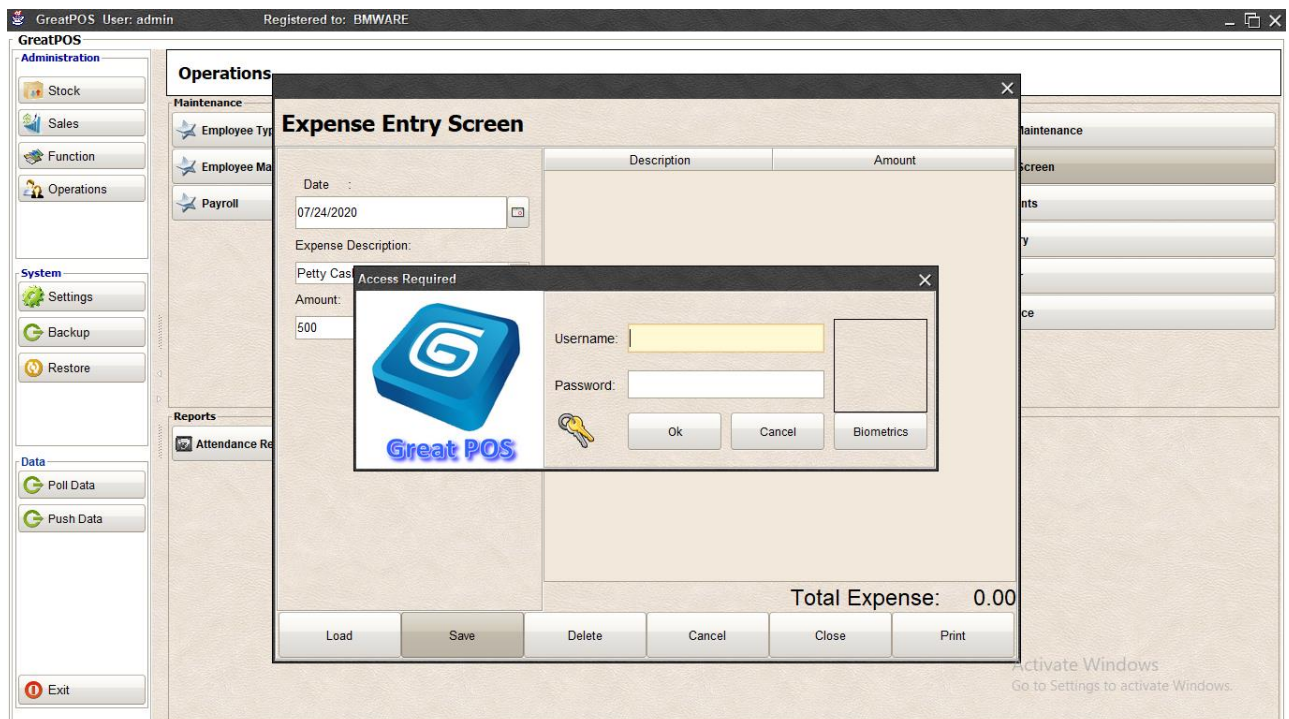 GreatPOS User: admin Registered to: BMWARE
GreatPOS
Administration
Stock
Sales
Function
Operations
System
Settings
Backup
Restore
Data
Poll Data
Push Data
Exit
Operations
Maintenance
Employee Typ
Employee Ma
Payroll
Maintenance
Screen
nts
ry
r
ce
Reports
Attendance Re
Expense Entry Screen
Date :
07/24/2020
Expense Description:
Petty Cas
Amount:
500
Description Amount
Access Required
Great POS
Username:
Password:
Ok Cancel Biometrics
Total Expense: 0.00
Load Save Delete Cancel Close Print
Activate Windows
Go to Settings to activate Windows.